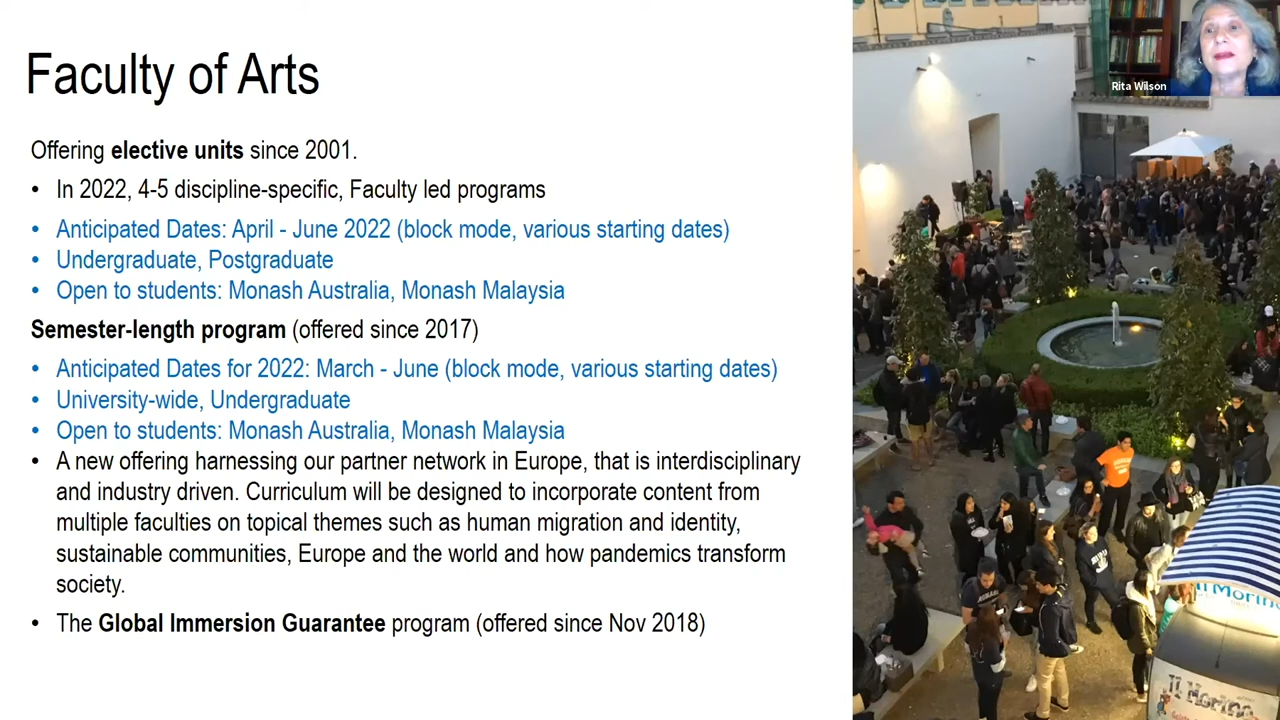 Faculty of Arts
Offering elective units since 2001.
• In 2022, 4-5 discipline-specific, Faculty led programs
• Anticipated Dates: April - June 2022 (block mode, various starting dates)
• Undergraduate, Postgraduate
• Open to students: Monash Australia, Monash Malaysia
Semester-length program (offered since 2017)
• Anticipated Dates for 2022: March - June (block mode, various starting dates)
• University-wide, Undergraduate
• Open to students: Monash Australia, Monash Malaysia
• A new offering harnessing our partner network in Europe, that is interdisciplinary
and industry driven. Curriculum will be designed to incorporate content from
multiple faculties on topical themes such as human migration and identity,
sustainable communities, Europe and the world and how pandemics transform
society.
• The Global Immersion Guarantee program (offered since Nov 2018)
Rita Wilson